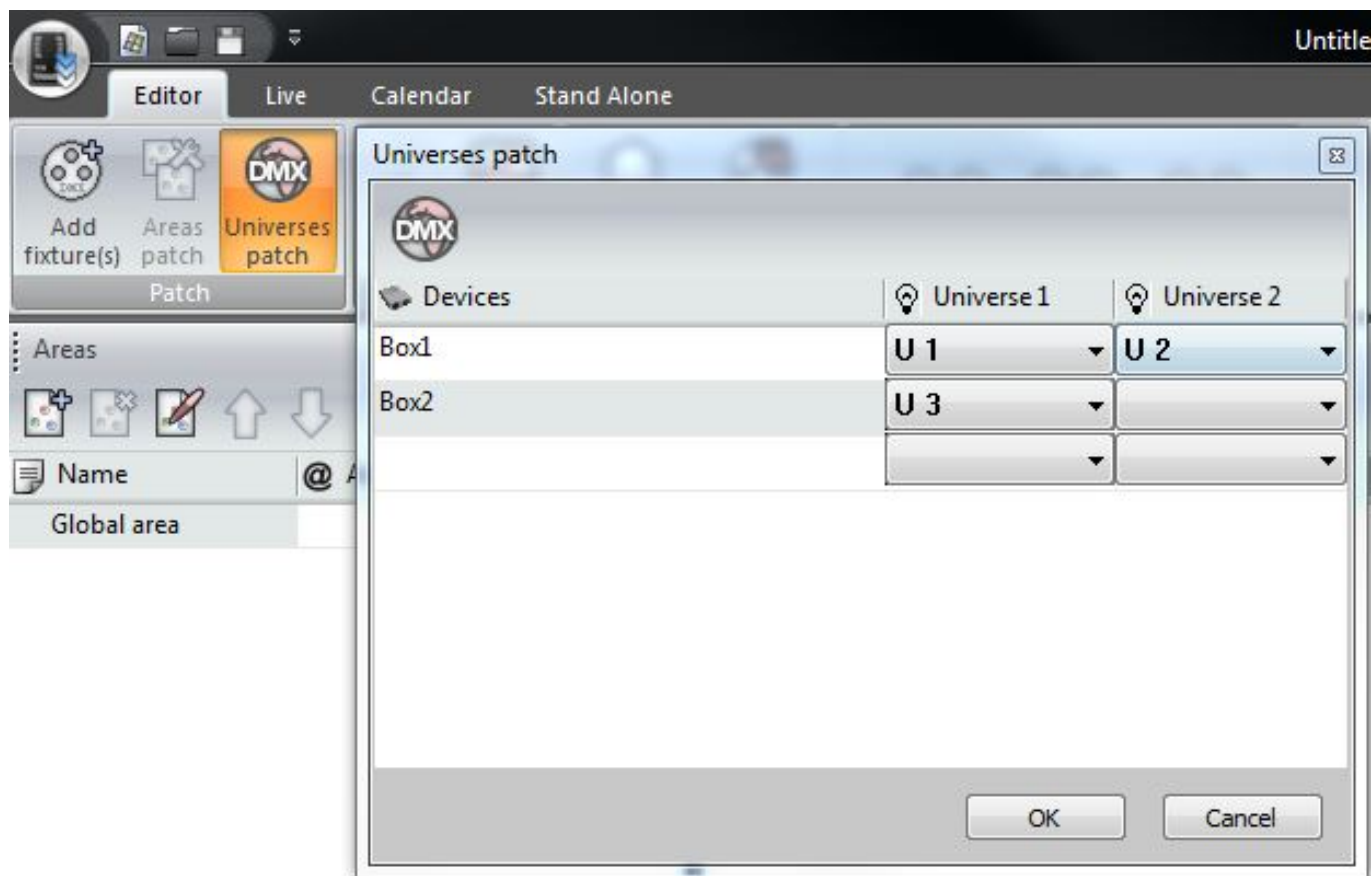 Untitle
Editor Live Calendar Stand Alone
DMX
Add fixture(s)
Areas patch
Universes patch
Patch
Universes patch
DMX
Devices Universe 1 Universe 2
Box1 U 1 U 2
Box2 U 3
Areas
Name @
Global area
OK Cancel